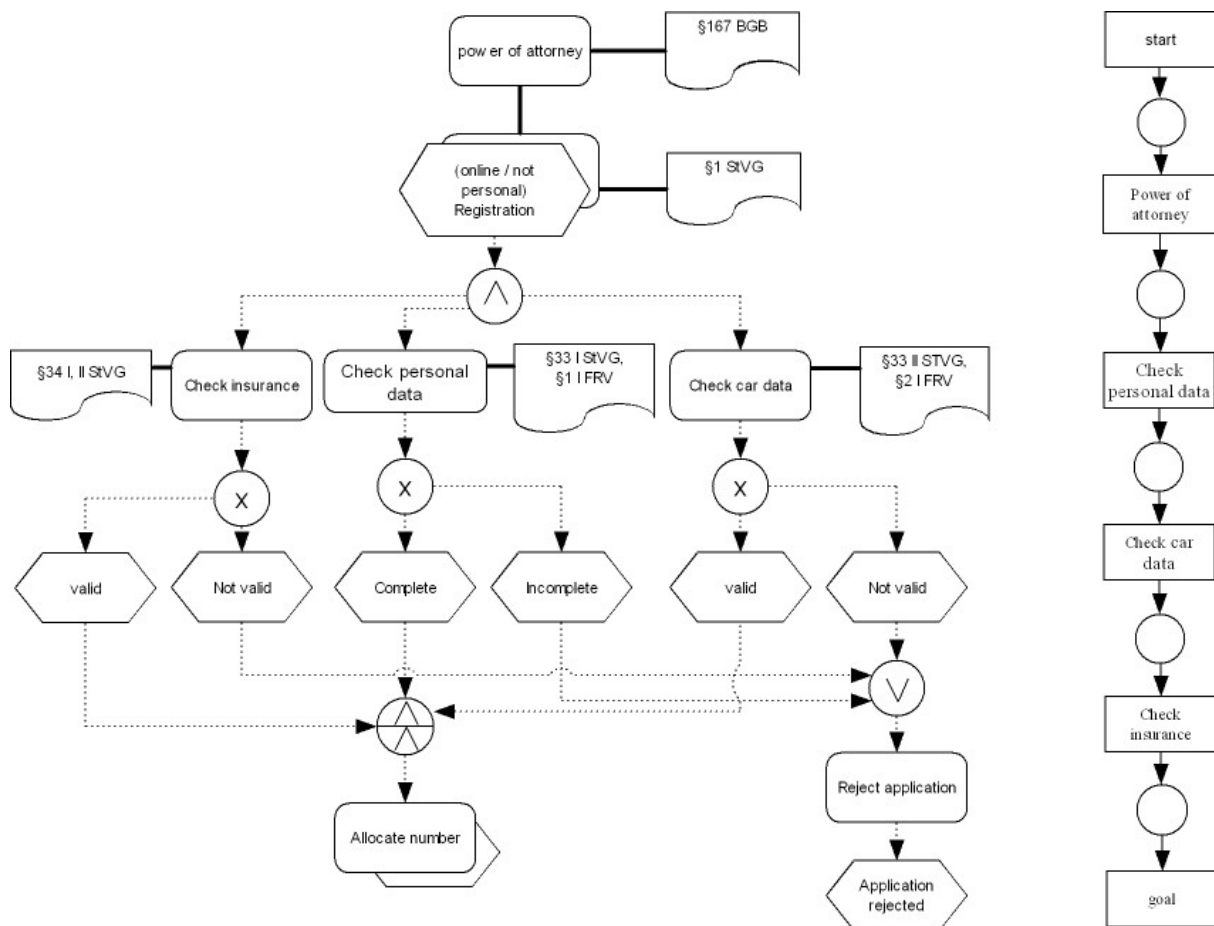 power of attorney
§167 BGB
(online / not
personal)
Registration
§1 StVG
§34 I, II StVG
Check insurance
Check personal
data
§33 I StVG,
§1 I FRV
Check car data
§33 II STVG,
§2 I FRV
X
X
X
valid
Not valid
Complete
Incomplete
valid
Not valid
Reject application
Allocate number
Application
rejected
start
Power of
attorney
Check
personal data
Check car
data
Check
insurance
goal